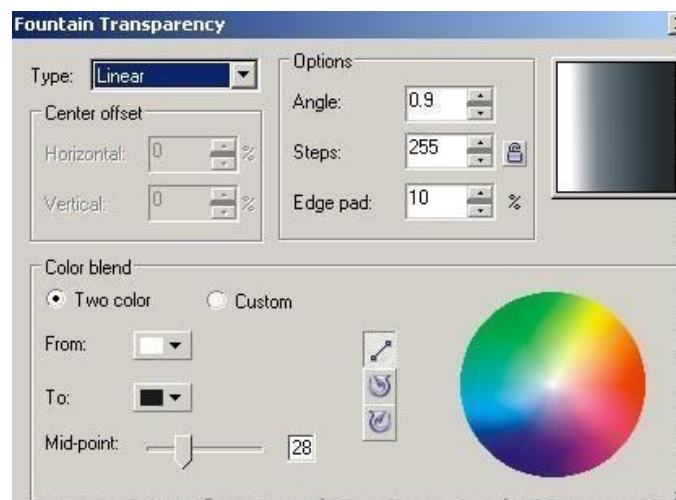 Fountain Transparency
Type: Linear
Center offset
Horizontal: 0 %
Vertical: 0 %
Options
Angle: 0.9
Steps: 255
Edge pad: 10 %
Color blend
Two color Custom
From:
To:
Mid-point: 28